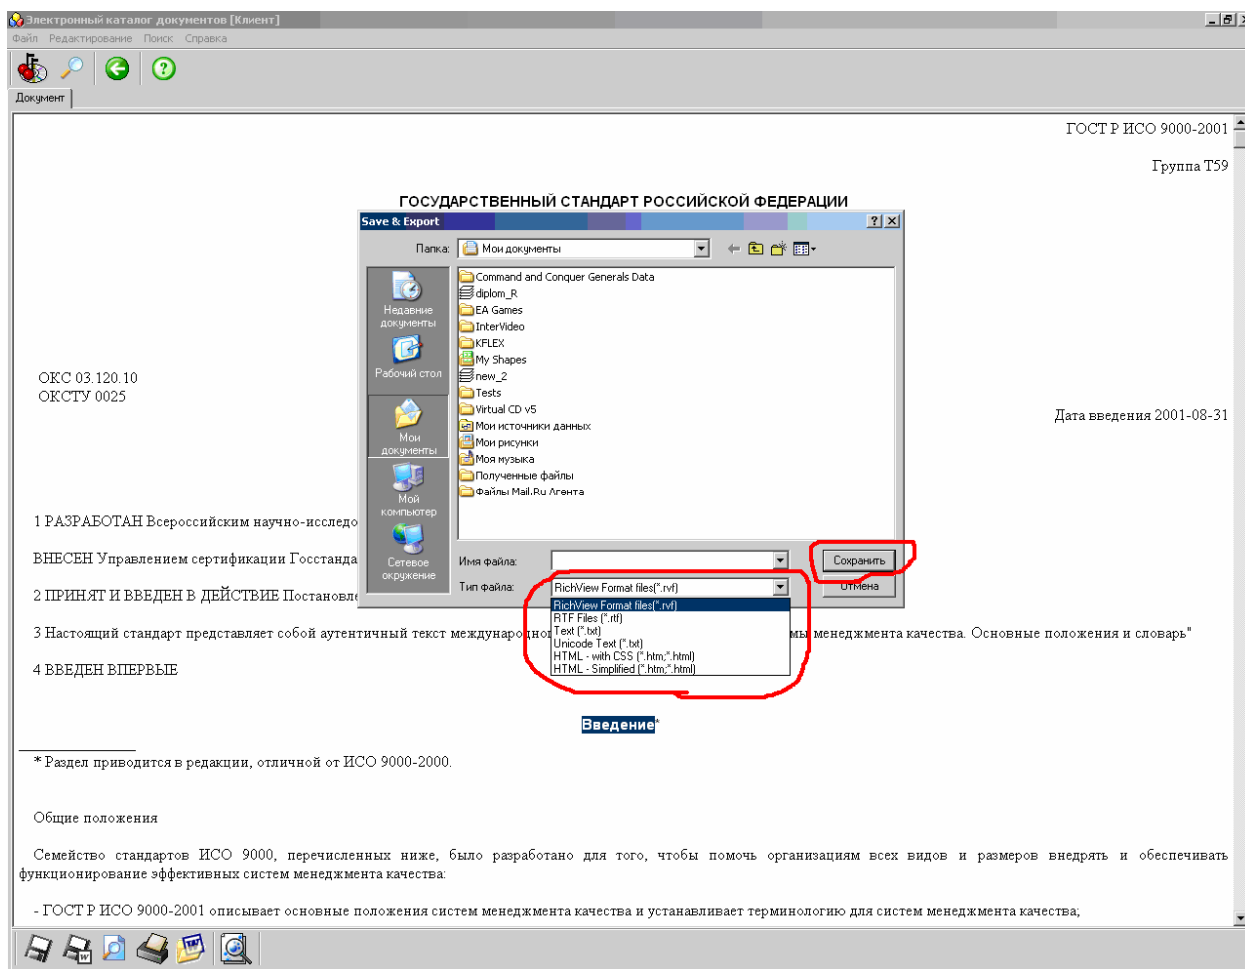 Электронный каталог документов [Клиент]
Файл Редактирование Поиск Справка
Документ
ГОСТ Р ИСО 9000-2001
Группа Т59
ГОСУДАРСТВЕННЫЙ СТАНДАРТ РОССИЙСКОЙ ФЕДЕРАЦИИ
Save & Export
Папка: Мои документы
Недавние документы
Рабочий стол
Мои документы
Мой компьютер
Сетевое окружение
Command and Conquer Generals Data
diplom_R
EA Games
InterVideo
KFLEX
My Shapes
new_2
Tests
Virtual CD v5
Мои источники данных
Мои рисунки
Моя музыка
Полученные файлы
Файлы Mail.Ru Агента
Имя файла:
Сохранить
Тип файла: RichView Format files(*.rvf)
Отмена
RichView Format files(*.rvf)
RTF Files (*.rtf)
Text (*.txt)
Unicode Text (*.txt)
HTML - with CSS (*.htm;*.html)
HTML - Simplified (*.htm;*.html)
ОКС 03.120.10
ОКСТУ 0025
Дата введения 2001-08-31
1 РАЗРАБОТАН Всероссийским научно-исследо
ВНЕСЕН Управлением сертификации Госстанда
2 ПРИНЯТ И ВВЕДЕН В ДЕЙСТВИЕ Постановле
3 Настоящий стандарт представляет собой аутентичный текст международно мы менеджмента качества. Основные положения и словарь"
4 ВВЕДЕН ВПЕРВЫЕ
Введение*
* Раздел приводится в редакции, отличной от ИСО 9000-2000.
Общие положения
Семейство стандартов ИСО 9000, перечисленных ниже, было разработано для того, чтобы помочь организациям всех видов и размеров внедрять и обеспечивать
функционирование эффективных систем менеджмента качества:
- ГОСТ Р ИСО 9000-2001 описывает основные положения систем менеджмента качества и устанавливает терминологию для систем менеджмента качества;